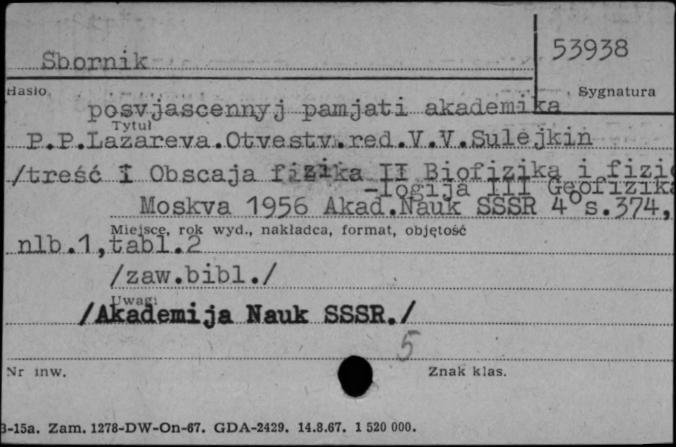 Sbornik
53938
Hasło
Sygnatura
posvjascennyj pamjati akademika
Tytuł
P.P.Lazareva.Otvestv.red.V.V.Sulejkin
/treść I Obscaja fizika II Biofizika i fizi
-logija III Geofizika
Moskva 1956 Akad.Nauk SSSR 4° s.374,
Miejsce, rok wyd., nakładca, format, objętość
nlb.1,tabl.2
/zaw.bibl./
Uwagi
/Akademija Nauk SSSR./
5
Nr inw.
Znak klas.
3-15a. Zam. 1278-DW-On-67. GDA-2429. 14.8.67. 1 520 000.